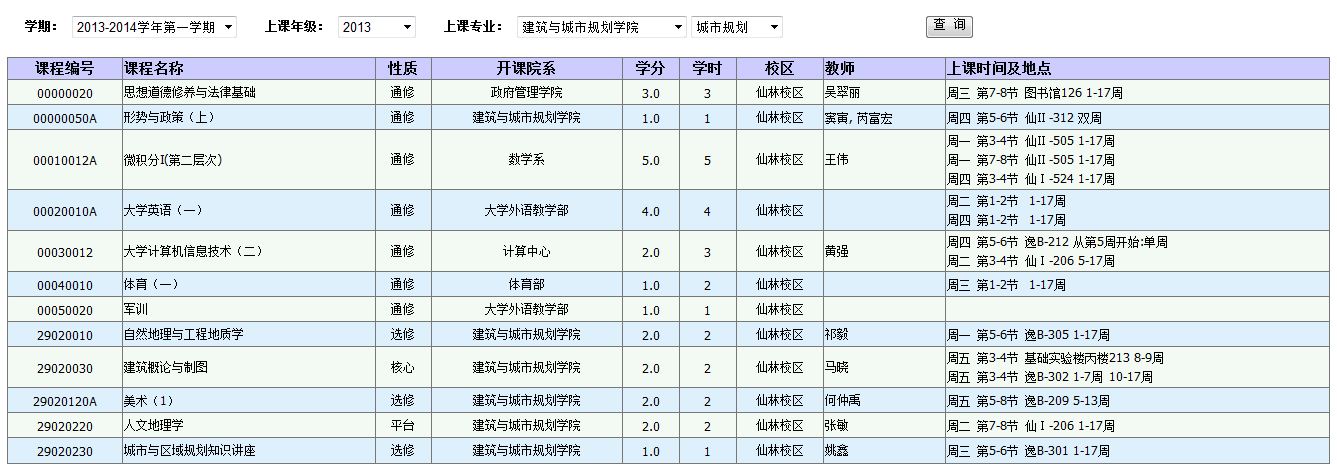 学期： 2013-2014学年第一学期 上课年级： 2013 上课专业： 建筑与城市规划学院 城市规划 查 询
课程编号 课程名称 性质 开课院系 学分 学时 校区 教师 上课时间及地点
00000020 思想道德修养与法律基础 通修 政府管理学院 3.0 3 仙林校区 吴翠丽 周三 第7-8节 图书馆126 1-17周
00000050A 形势与政策（上） 通修 建筑与城市规划学院 1.0 1 仙林校区 窦寅, 芮富宏 周四 第5-6节 仙II -312 双周
00010012A 微积分I(第二层次) 通修 数学系 5.0 5 仙林校区 王伟 周一 第3-4节 仙II -505 1-17周
周一 第7-8节 仙II -505 1-17周
周四 第3-4节 仙Ⅰ-524 1-17周
00020010A 大学英语（一） 通修 大学外语教学部 4.0 4 仙林校区 周二 第1-2节 1-17周
周四 第1-2节 1-17周
00030012 大学计算机信息技术（二） 通修 计算中心 2.0 3 仙林校区 黄强 周四 第5-6节 逸B-212 从第5周开始:单周
周二 第3-4节 仙Ⅰ-206 5-17周
00040010 体育（一） 通修 体育部 1.0 2 仙林校区 周三 第1-2节 1-17周
00050020 军训 通修 大学外语教学部 1.0 1 仙林校区
29020010 自然地理与工程地质学 选修 建筑与城市规划学院 2.0 2 仙林校区 祁毅 周一 第5-6节 逸B-305 1-17周
29020030 建筑概论与制图 核心 建筑与城市规划学院 2.0 2 仙林校区 马晓 周五 第3-4节 基础实验楼丙楼213 8-9周
周五 第3-4节 逸B-302 1-7周 10-17周
29020120A 美术（1） 选修 建筑与城市规划学院 2.0 2 仙林校区 何仲禹 周五 第5-8节 逸B-209 5-13周
29020220 人文地理学 平台 建筑与城市规划学院 2.0 2 仙林校区 张敏 周二 第7-8节 仙Ⅰ-206 1-17周
29020230 城市与区域规划知识讲座 选修 建筑与城市规划学院 1.0 1 仙林校区 姚鑫 周三 第5-6节 逸B-301 1-17周